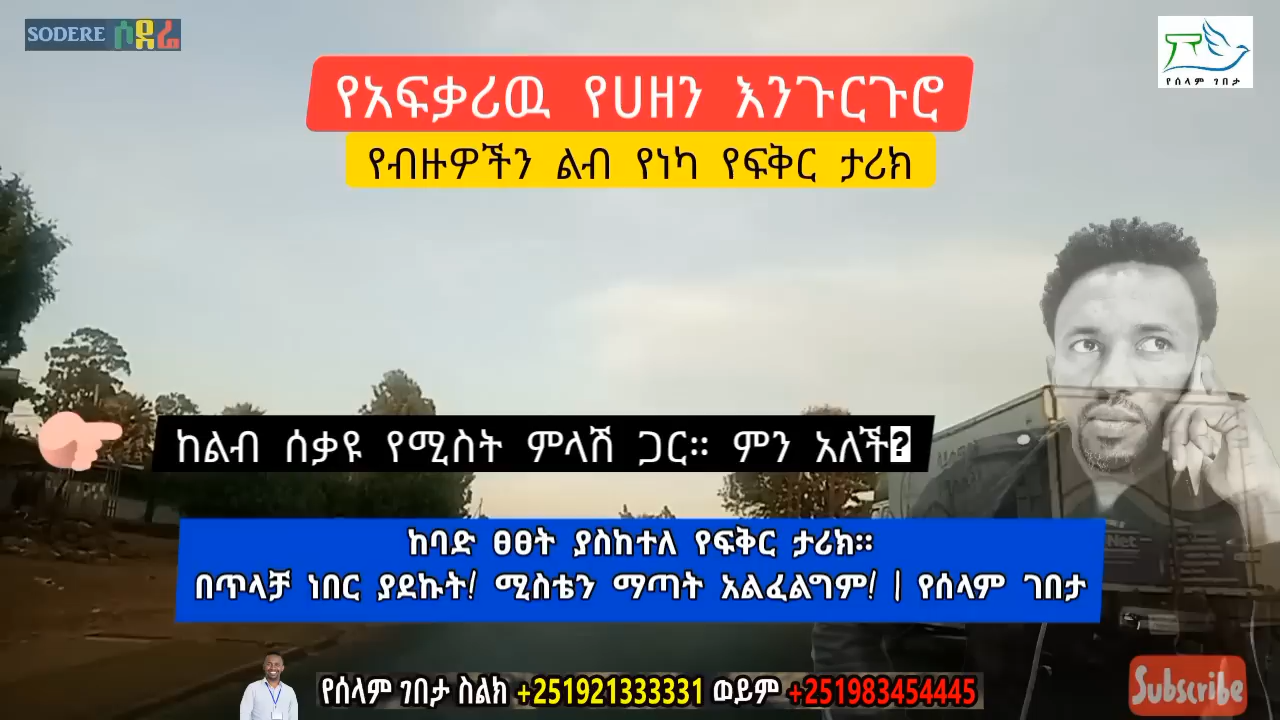 SODERE ሶደሬ
የሰላም ገበታ
የአፍቃሪዉ የሀዘን እንጉርጉሮ
የብዙዎችን ልብ የነካ የፍቅር ታሪክ
ከልብ ሰቃዩ የሚስት ምላሽ ጋር። ምን አለች
ከባድ ፀፀት ያስከተለ የፍቅር ታሪክ።
በጥላቻ ነበር ያደኩት! ሚስቴን ማጣት አልፈልግም! | የሰላም ገበታ
የሰላም ገበታ ስልክ +251921333331 ወይም +251983454445
Subscribe